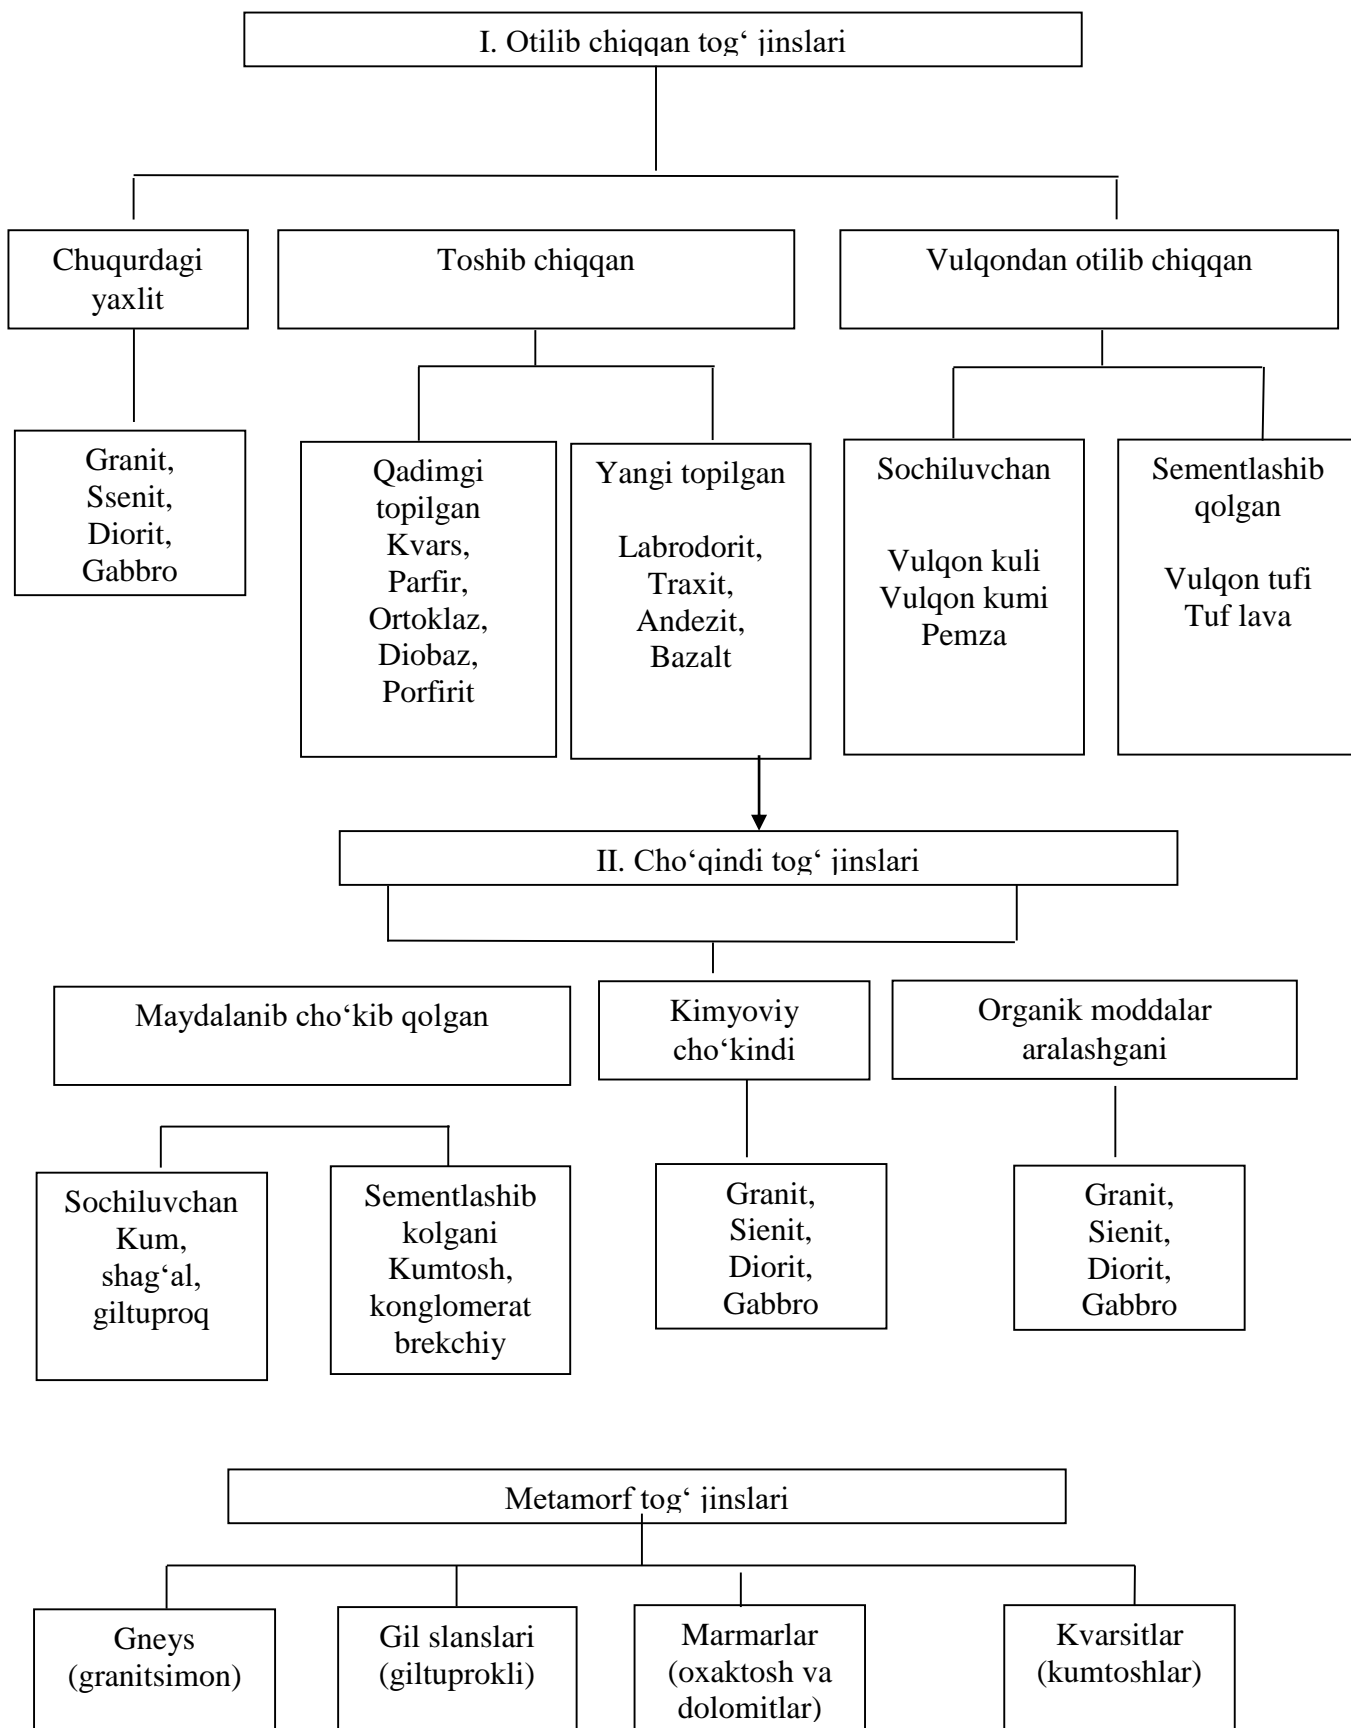 I. Otilib chiqqan tog‘ jinslari
Chuqurdagi
yaxlit
Toshib chiqqan
Vulqondan otilib chiqqan
Granit,
Ssenit,
Diorit,
Gabbro
Qadimgi
topilgan
Kvars,
Parfir,
Ortoklaz,
Diobaz,
Porfirit
Yangi topilgan
Labrodorit,
Traxit,
Andezit,
Bazalt
Sochiluvchan
Vulqon kuli
Vulqon kumi
Pemza
Sementlashib
qolgan
Vulqon tufi
Tuf lava
II. Cho‘qindi tog‘ jinslari
Maydalanib cho‘kib qolgan
Kimyoviy
cho‘kindi
Organik moddalar
aralashgani
Sochiluvchan
Kum,
shag‘al,
giltuproq
Sementlashib
kolgani
Kumtosh,
konglomerat
brekchiy
Granit,
Sienit,
Diorit,
Gabbro
Granit,
Sienit,
Diorit,
Gabbro
Metamorf tog‘ jinslari
Gneys
(granitsimon)
Gil slanslari
(giltuprokli)
Marmarlar
(oxaktosh va
dolomitlar)
Kvarsitlar
(kumtoshlar)